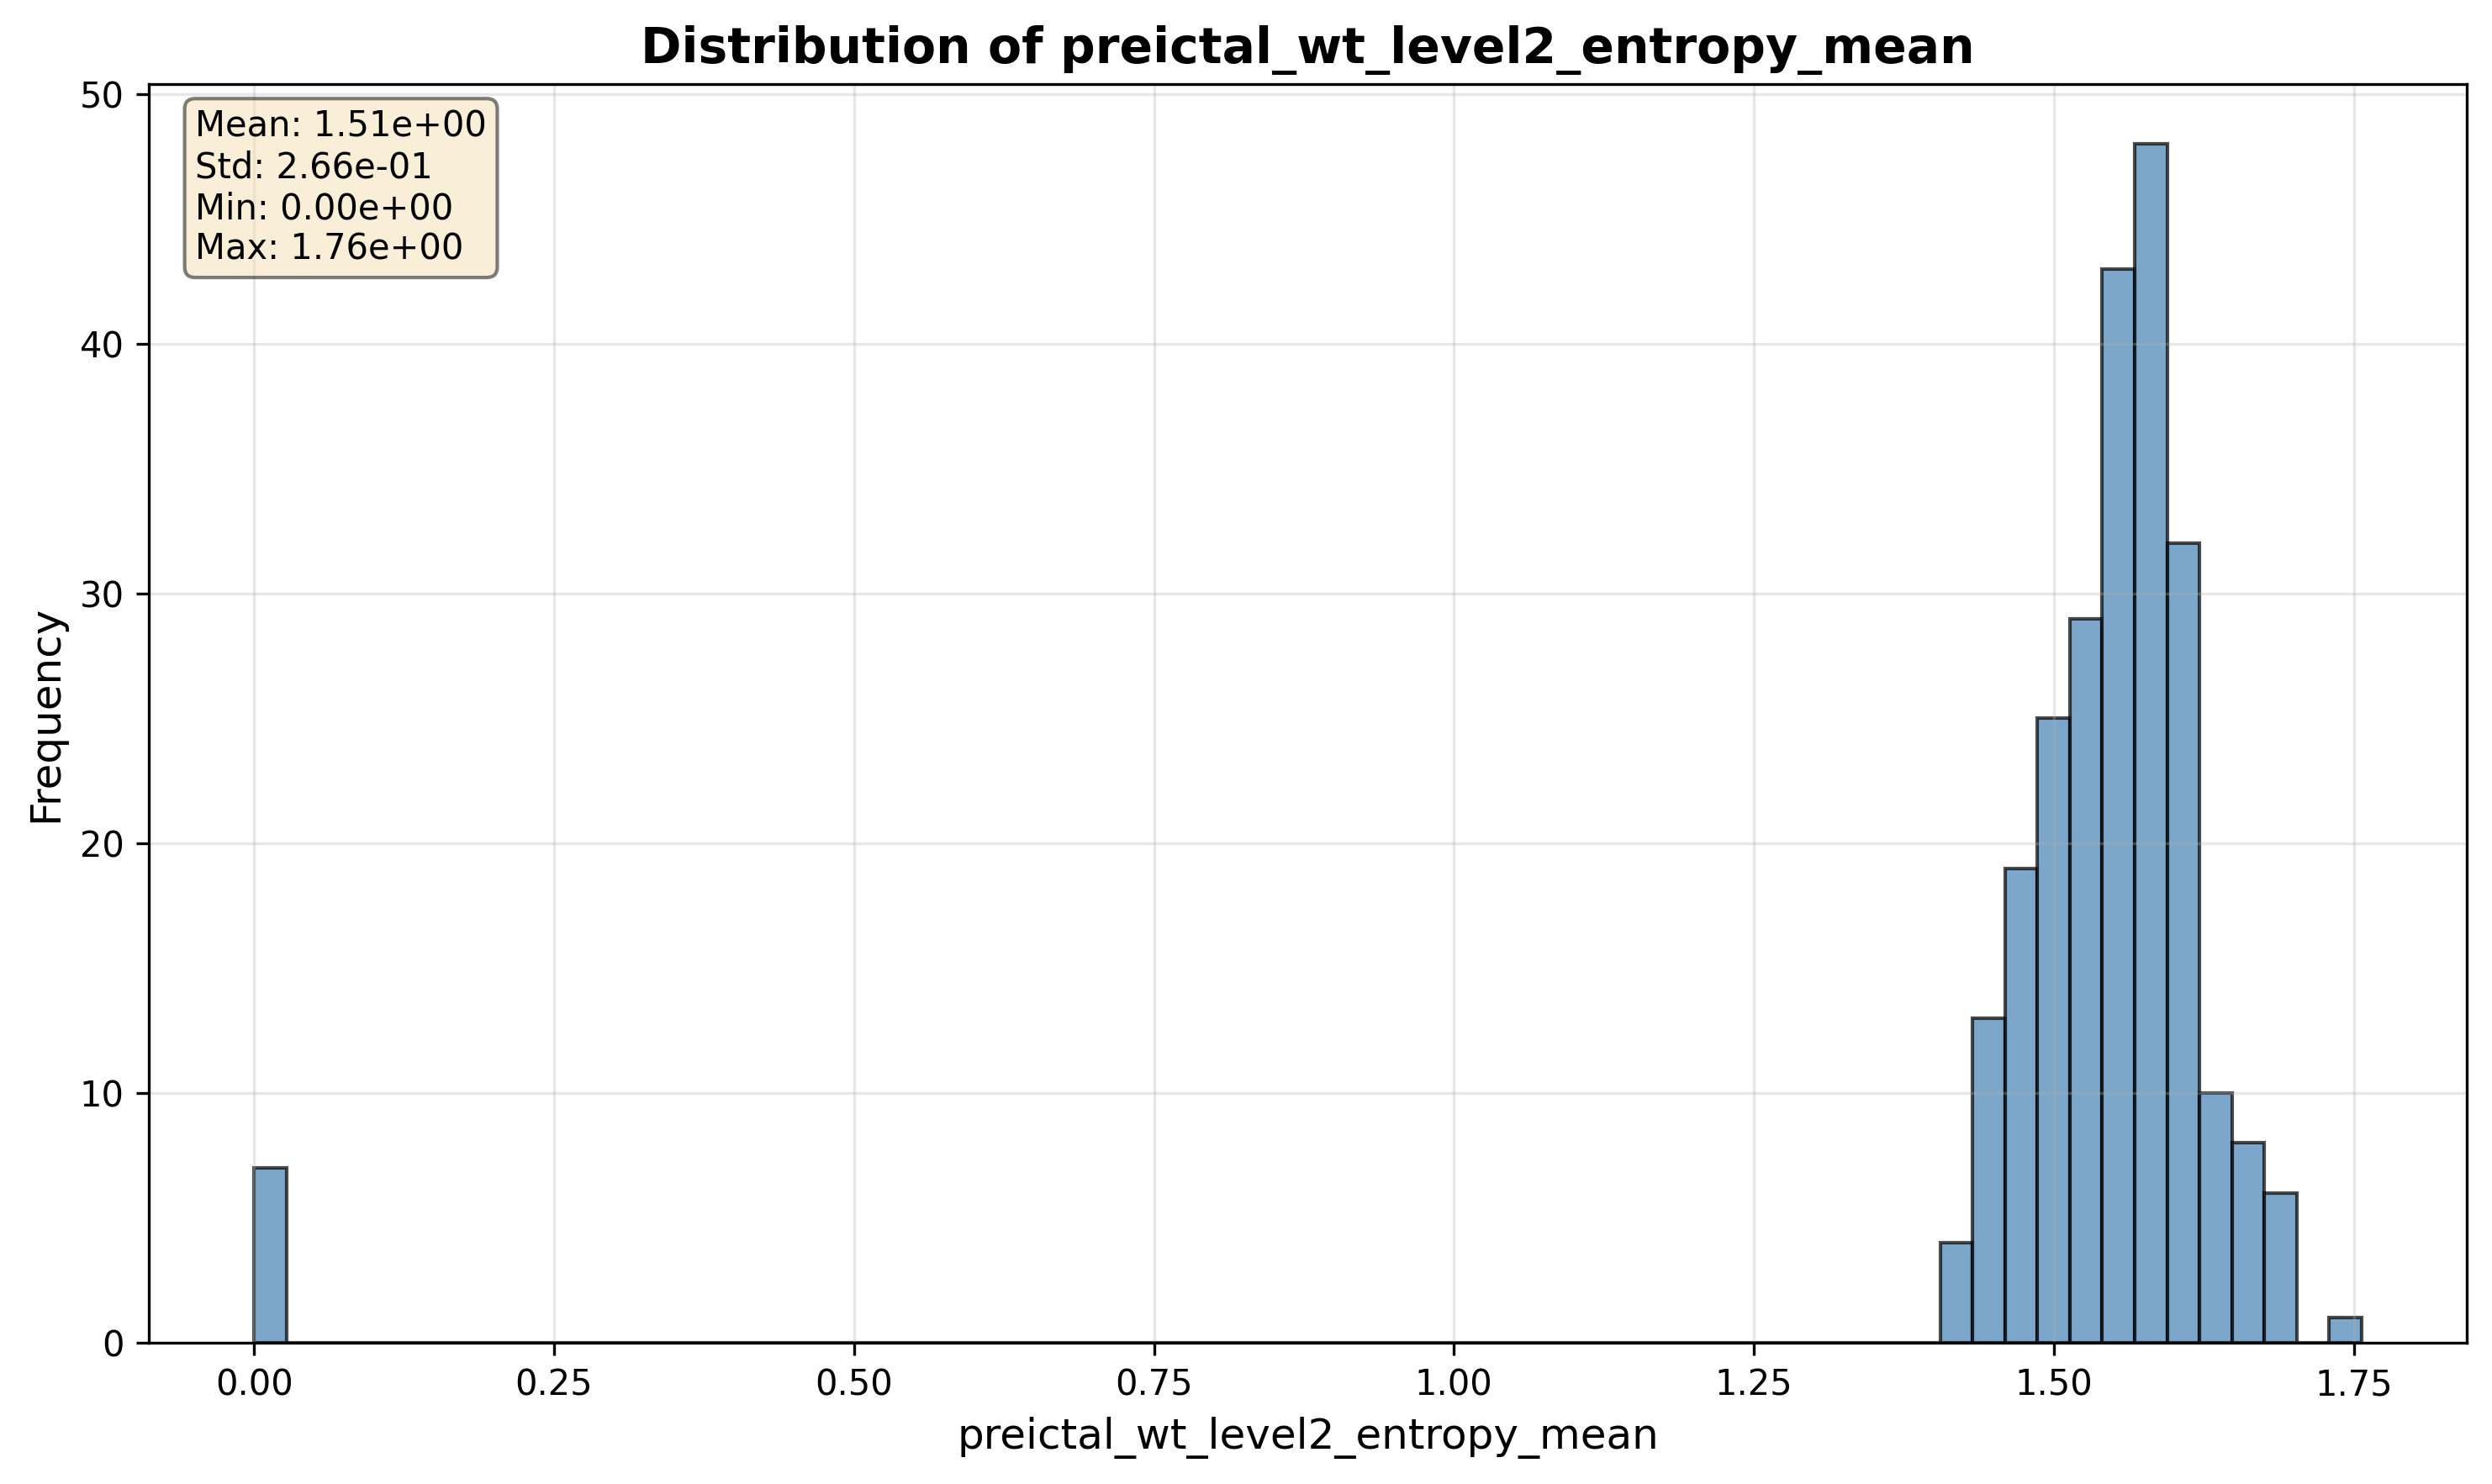 Distribution of preictal_wt_level2_entropy_mean
Mean: 1.51e+00
Std: 2.66e-01
Min: 0.00e+00
Max: 1.76e+00
Frequency
50
40
30
20
10
0
0.00 0.25 0.50 0.75 1.00 1.25 1.50 1.75
preictal_wt_level2_entropy_mean